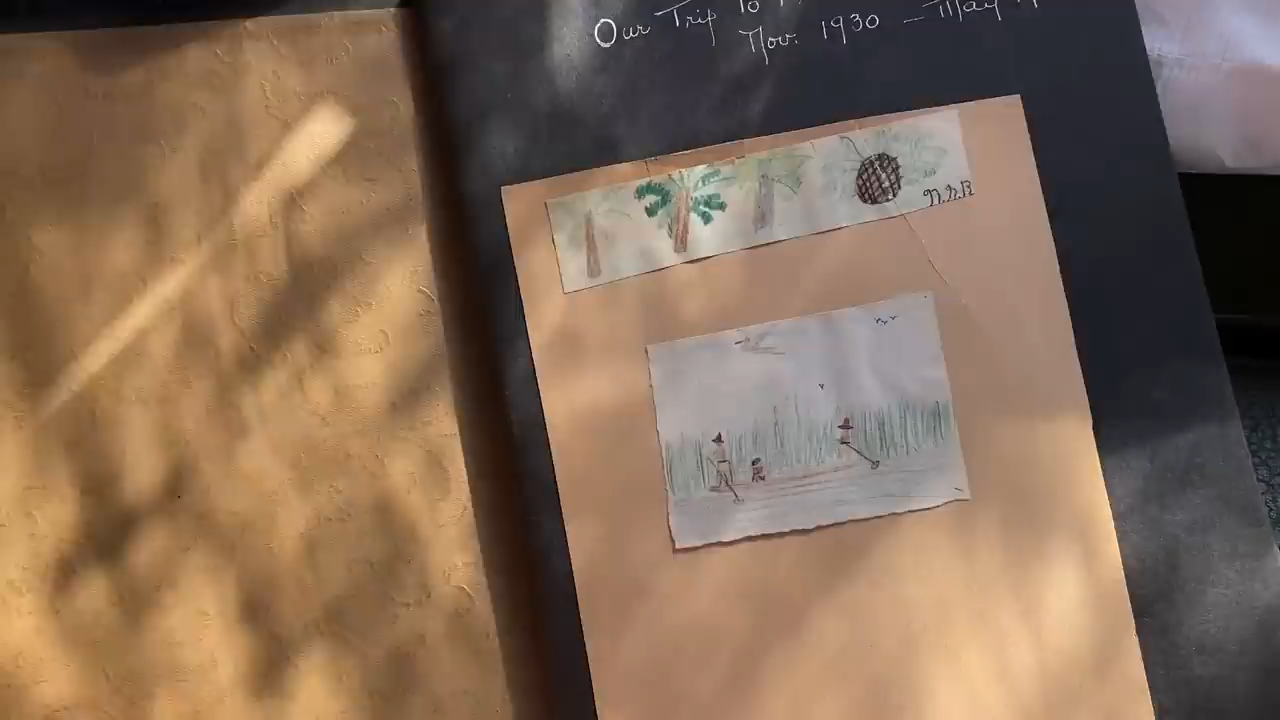 Our Trip To
Nov. 1930 – May
N.N.B